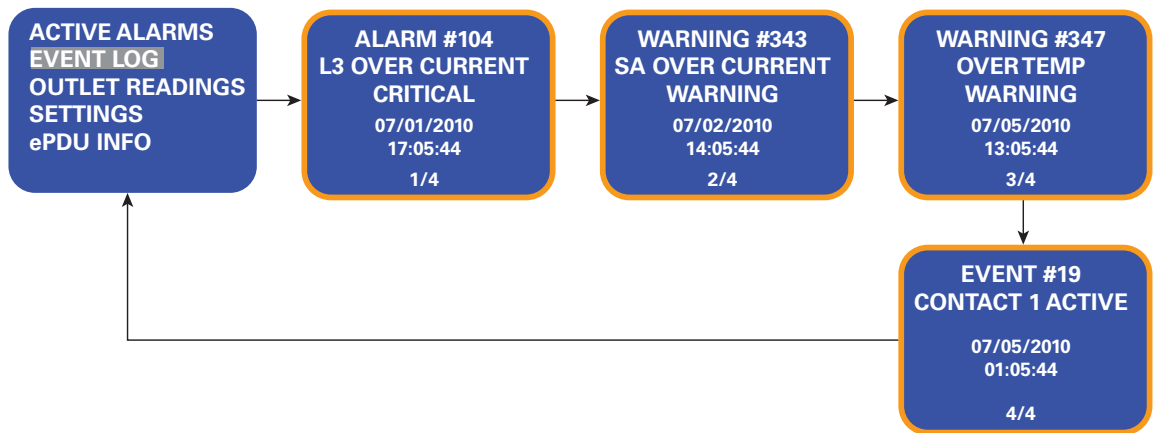 ACTIVE ALARMS
EVENT LOG
OUTLET READINGS
SETTINGS
ePDU INFO
ALARM #104
L3 OVER CURRENT
CRITICAL
07/01/2010
17:05:44
1/4
WARNING #343
SA OVER CURRENT
WARNING
07/02/2010
14:05:44
2/4
WARNING #347
OVER TEMP
WARNING
07/05/2010
13:05:44
3/4
EVENT #19
CONTACT 1 ACTIVE
07/05/2010
01:05:44
4/4